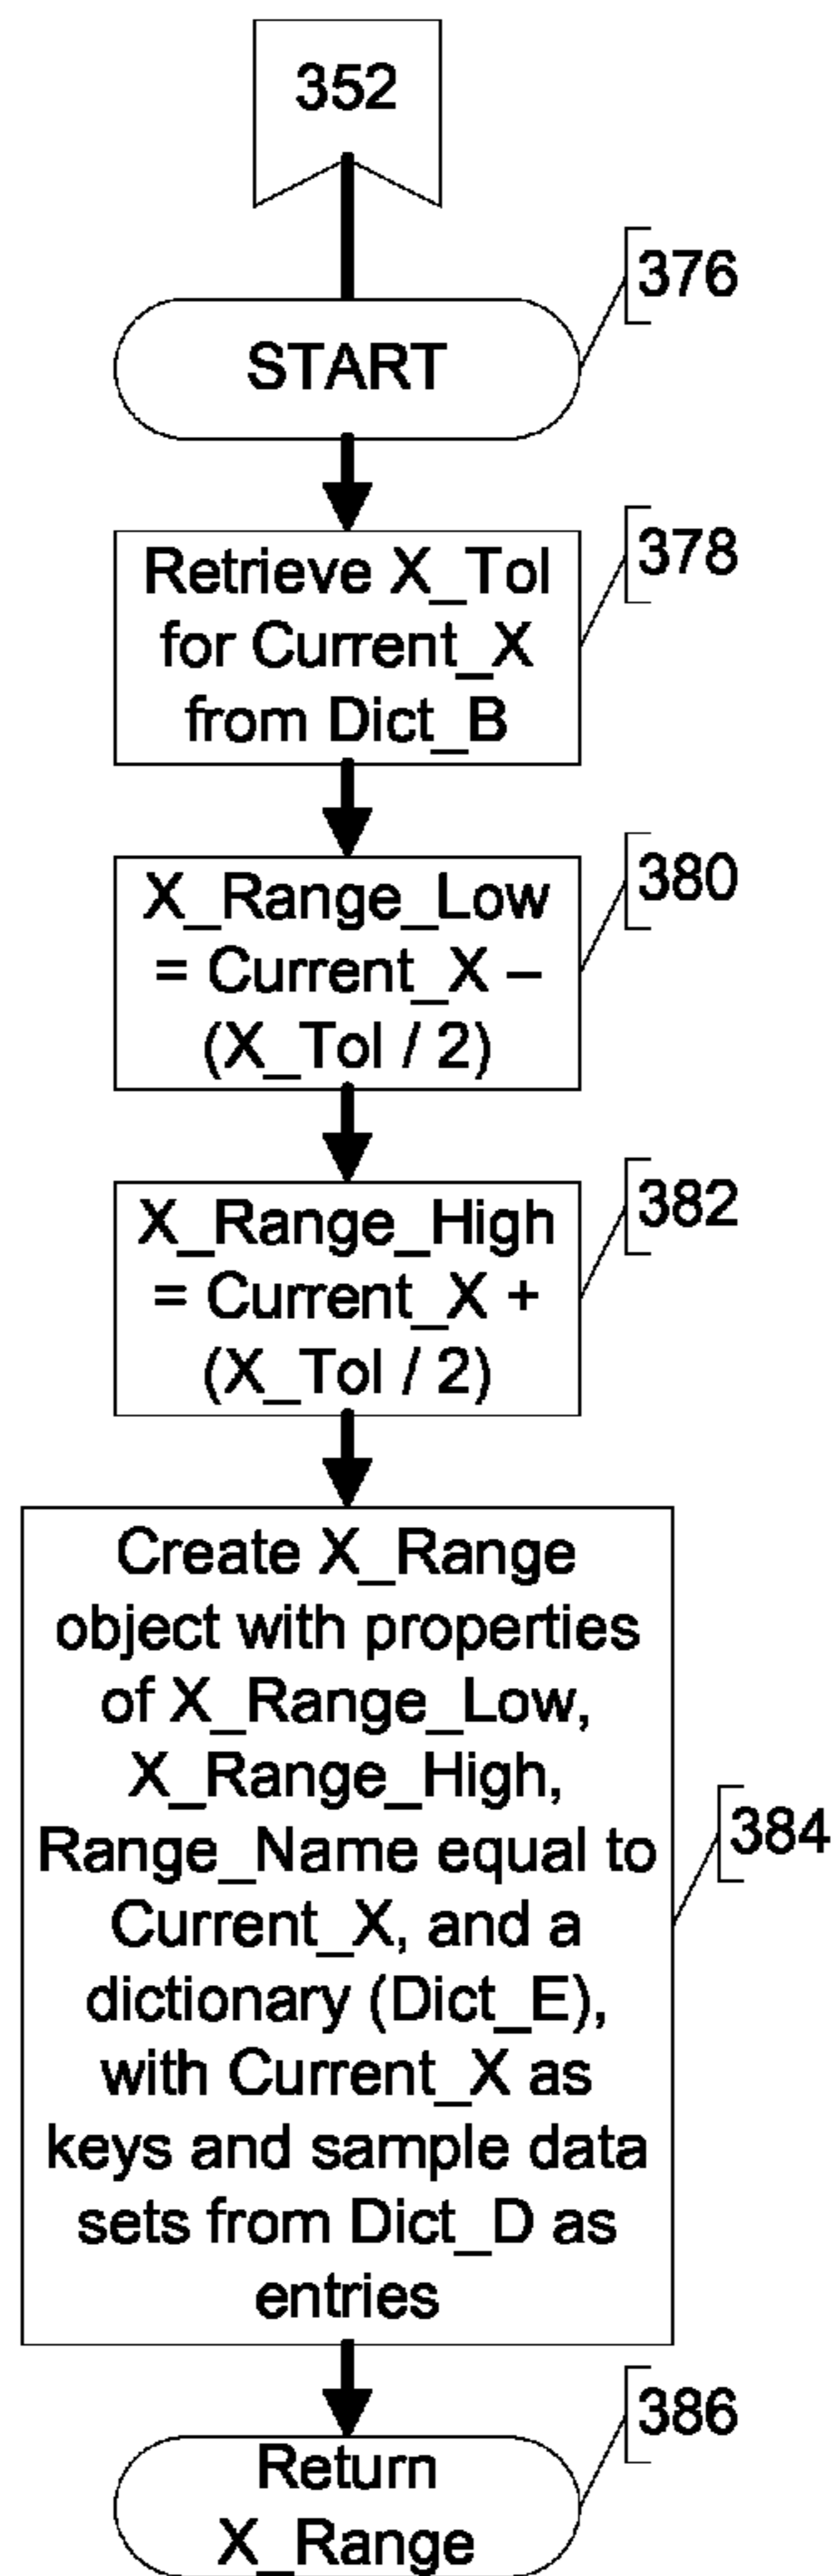 352
376
START
378
Retrieve X_Tol
for Current_X
from Dict_B
380
X_Range_Low
= Current_X –
(X_Tol / 2)
382
X_Range_High
= Current_X +
(X_Tol / 2)
Create X_Range
object with properties
of X_Range_Low,
X_Range_High,
Range_Name equal to
Current_X, and a
dictionary (Dict_E),
with Current_X as
keys and sample data
sets from Dict_D as
entries
384
386
Return
X_Range